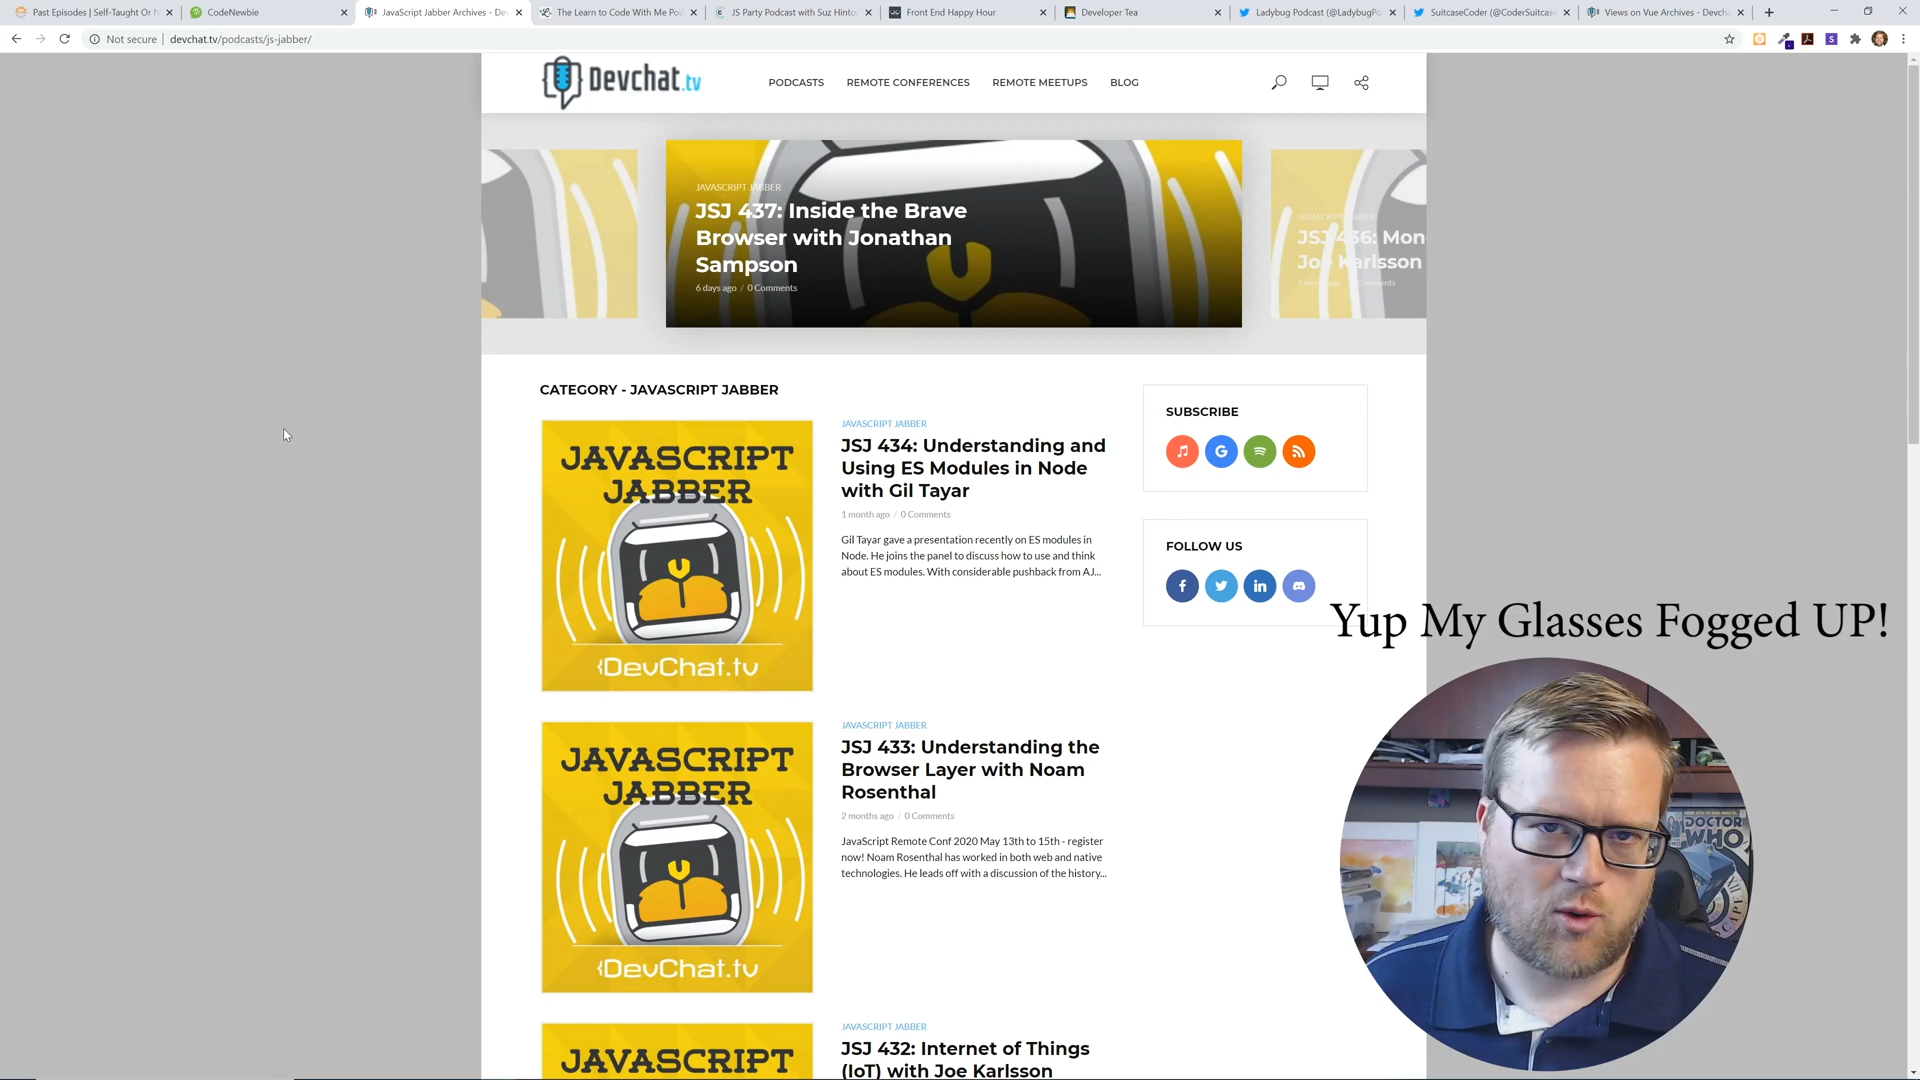 Past Episodes | Self-Taught Or N
CodeNewbie
JavaScript Jabber Archives - De
The Learn to Code With Me Pod
JS Party Podcast with Suz Hinto
Front End Happy Hour
Developer Tea
Ladybug Podcast (@LadybugPo
SuitcaseCoder (@CoderSuitcas
Views on Vue Archives - Devcha
Not secure | devchat.tv/podcasts/js-jabber/
Devchat.tv
PODCASTS
REMOTE CONFERENCES
REMOTE MEETUPS
BLOG
JAVASCRIPT JABBER
JSJ 437: Inside the Brave
Browser with Jonathan
Sampson
6 days ago / 0 Comments
JAVASCRIPT JABBER
JSJ 436: Mon
Joe Karlsson
CATEGORY - JAVASCRIPT JABBER
JAVASCRIPT
JABBER
{DevChat.tv
JAVASCRIPT JABBER
JSJ 434: Understanding and
Using ES Modules in Node
with Gil Tayar
1 month ago / 0 Comments
Gil Tayar gave a presentation recently on ES modules in
Node. He joins the panel to discuss how to use and think
about ES modules. With considerable pushback from AJ...
SUBSCRIBE
FOLLOW US
Yup My Glasses Fogged UP!
JAVASCRIPT
JABBER
{DevChat.tv
JAVASCRIPT JABBER
JSJ 433: Understanding the
Browser Layer with Noam
Rosenthal
2 months ago / 0 Comments
JavaScript Remote Conf 2020 May 13th to 15th - register
now! Noam Rosenthal has worked in both web and native
technologies. He leads off with a discussion of the history...
DOCTOR
WHO
JAVASCRIPT
JAVASCRIPT JABBER
JSJ 432: Internet of Things
(IoT) with Joe Karlsson